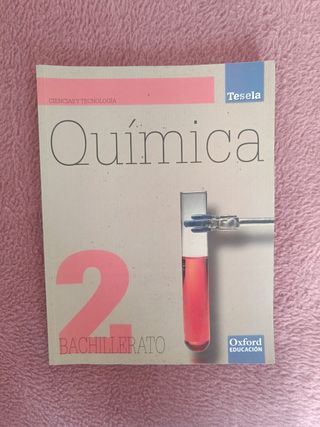 CIENCIAS Y TECNOLOGÍA
Tesela
Química
2
BACHILLERATO
Oxford
EDUCACIÓN